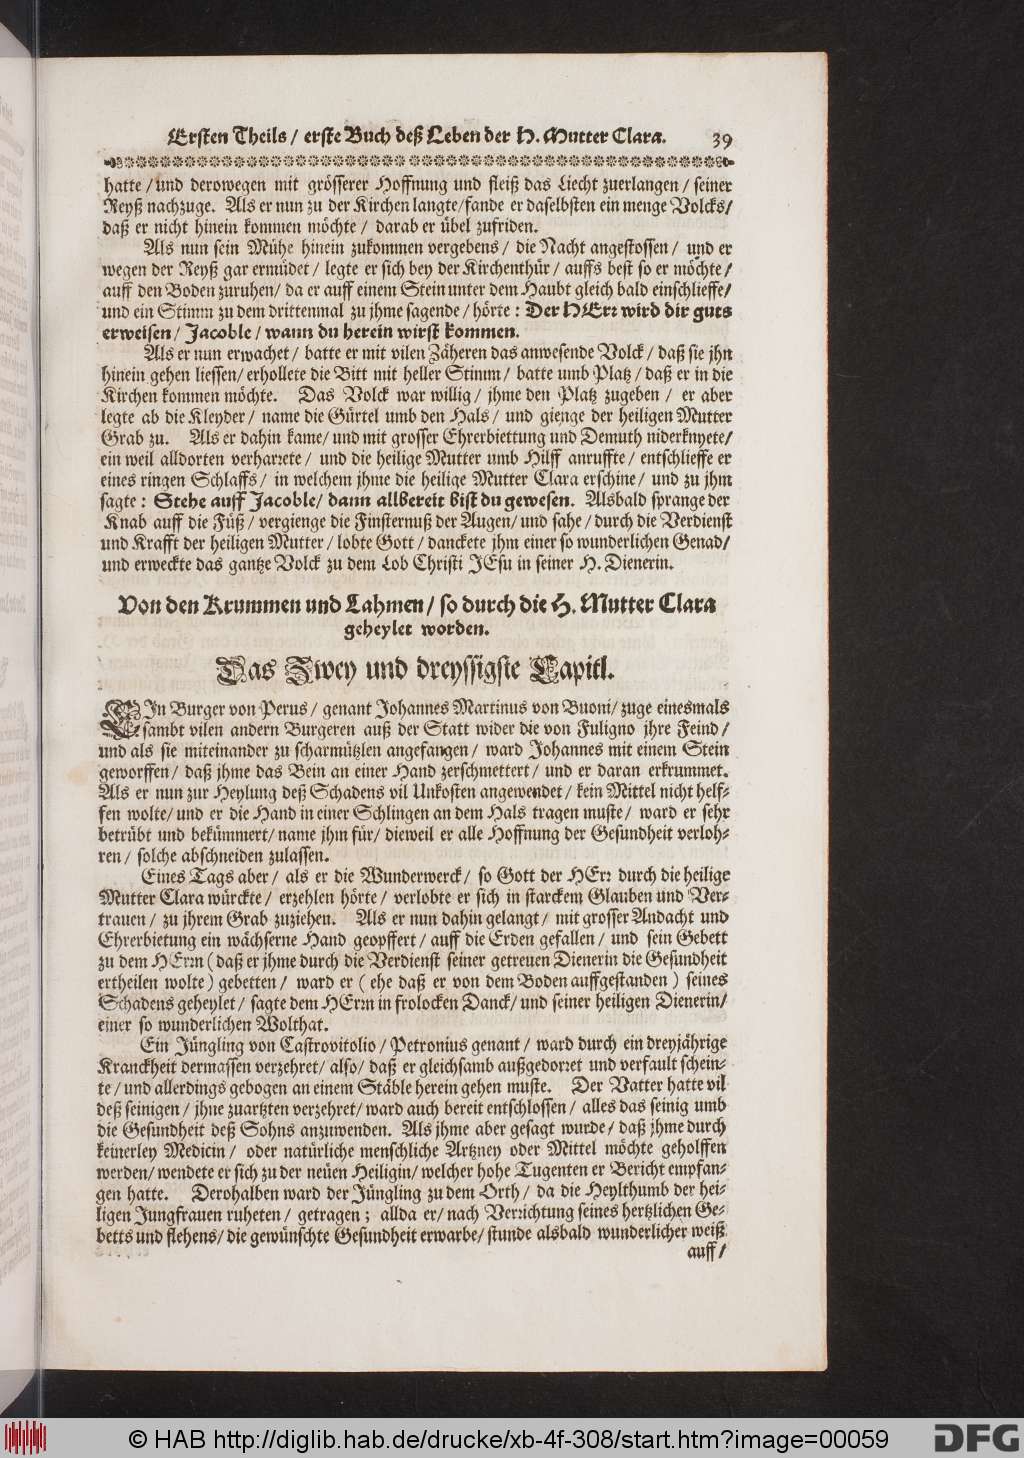 Ersten Theils / erste Buch deß Leben der H. Mutter Clara. 39
hatte / und derowegen mit grösserer Hoffnung und fleiß das Liecht zuerlangen / seiner
Reyß nachzuge. Als er nun zu der Kirchen langte / fande er daselbsten ein menge Volcks /
daß er nicht hinein kommen möchte / darab er übel zufriden.
Als nun sein Mühe hinein zukommen vergebens / die Nacht angestossen / und er
wegen der Reyß gar ermüdet / legte er sich bey der Kirchenthür / auffs best so er möchte /
auff den Boden zuruhen / da er auff einem Stein unter dem Haubt gleich bald einschlieffe /
und ein Stimm zu dem drittenmal zu jhme sagende / hörte : Der HErr wird dir guts
erweisen / Jacoble / wann du herein wirst kommen.
Als er nun erwachet / batte er mit vilen Zäheren das anwesende Volck / daß sie jhn
hinein gehen liessen / erhollete die Bitt mit heller Stimm / batte umb Platz / daß er in die
Kirchen kommen möchte. Das Volck war willig / jhme den Platz zugeben / er aber
legte ab die Kleyder / name die Gürtel umb den Hals / und gienge der heiligen Mutter
Grab zu. Als er dahin kame / und mit grosser Ehrerbiettung und Demuth niderknyete /
ein weil alldorten verharrete / und die heilige Mutter umb Hilff anruffte / entschlieffe er
eines ringen Schlaffs / in welchem jhme die heilige Mutter Clara erschine / und zu jhm
sagte : Stehe auff Jacoble / dann allbereit bist du gewesen. Alsbald sprange der
Knab auff die Füß / vergienge die Finsternuß der Augen / und sahe / durch die Verdienst
und Krafft der heiligen Mutter / lobte Gott / danckete jhm einer so wunderlichen Genad /
und erweckte das gantze Volck zu dem Lob Christi JEsu in seiner H. Dienerin.
Von den Krummen und Lahmen / so durch die H. Mutter Clara
geheylet worden.
Das Zwey und dreyssigste Capitl.
EIn Burger von Perus / genant Johannes Martinus von Buoni / zuge einesmals
sambt vilen andern Burgeren auß der Statt wider die von Fuligno jhre Feind /
und als sie miteinander zu scharmützlen angefangen / ward Johannes mit einem Stein
geworffen / daß jhme das Bein an einer Hand zerschmettert / und er daran erkrummet.
Als er nun zur Heylung deß Schadens vil Unkosten angewendet / kein Mittel nicht helf-
fen wolte / und er die Hand in einer Schlingen an dem Hals tragen muste / ward er sehr
betrübt und bekümmert / name jhm für / dieweil er alle Hoffnung der Gesundheit verloh-
ren / solche abschneiden zulassen.
Eines Tags aber / als er die Wunderwerck / so Gott der HErr durch die heilige
Mutter Clara würckte / erzehlen hörte / verlobte er sich in starckem Glauben und Ver-
trauen / zu jhrem Grab zuziehen. Als er nun dahin gelangt / mit grosser Andacht und
Ehrerbietung ein wächserne Hand geopffert / auff die Erden gefallen / und sein Gebett
zu dem HErrn ( daß er jhme durch die Verdienst seiner getreuen Dienerin die Gesundheit
ertheilen wolte ) gebetten / ward er ( ehe daß er von dem Boden auffgestanden ) seines
Schadens geheylet / sagte dem HErrn in frolocken Danck / und seiner heiligen Dienerin /
einer so wunderlichen Wolthat.
Ein Jüngling von Castrovitolio / Petronius genant / ward durch ein dreyjährige
Kranckheit dermassen verzehret / also / daß er gleichsamb außgedorret und verfault schein-
te / und allerdings gebogen an einem Stäble herein gehen muste. Der Vatter hatte vil
deß seinigen / jhne zuartzten verzehret / ward auch bereit entschlossen / alles das seinig umb
die Gesundheit deß Sohns anzuwenden. Als jhme aber gesagt wurde / daß jhme durch
keinerley Medicin / oder natürliche menschliche Artzney oder Mittel möchte geholffen
werden / wendete er sich zu der neüen Heiligin / welcher hohe Tugenten er Bericht empfan-
gen hatte. Derohalben ward der Jüngling zu dem Orth / da die Heylthumb der hei-
ligen Jungfrauen ruheten / getragen ; allda er / nach Verrichtung seines hertzlichen Ge-
betts und flehens / die gewünschte Gesundheit erwarbe / stunde alsbald wunderlicher weiß
auff /
© HAB http://diglib.hab.de/drucke/xb-4f-308/start.htm?image=00059
DFG